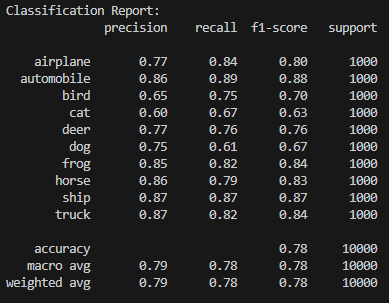 Classification Report:
precision recall f1-score support
airplane 0.77 0.84 0.80 1000
automobile 0.86 0.89 0.88 1000
bird 0.65 0.75 0.70 1000
cat 0.60 0.67 0.63 1000
deer 0.77 0.76 0.76 1000
dog 0.75 0.61 0.67 1000
frog 0.85 0.82 0.84 1000
horse 0.86 0.79 0.83 1000
ship 0.87 0.87 0.87 1000
truck 0.87 0.82 0.84 1000
accuracy 0.78 10000
macro avg 0.79 0.78 0.78 10000
weighted avg 0.79 0.78 0.78 10000